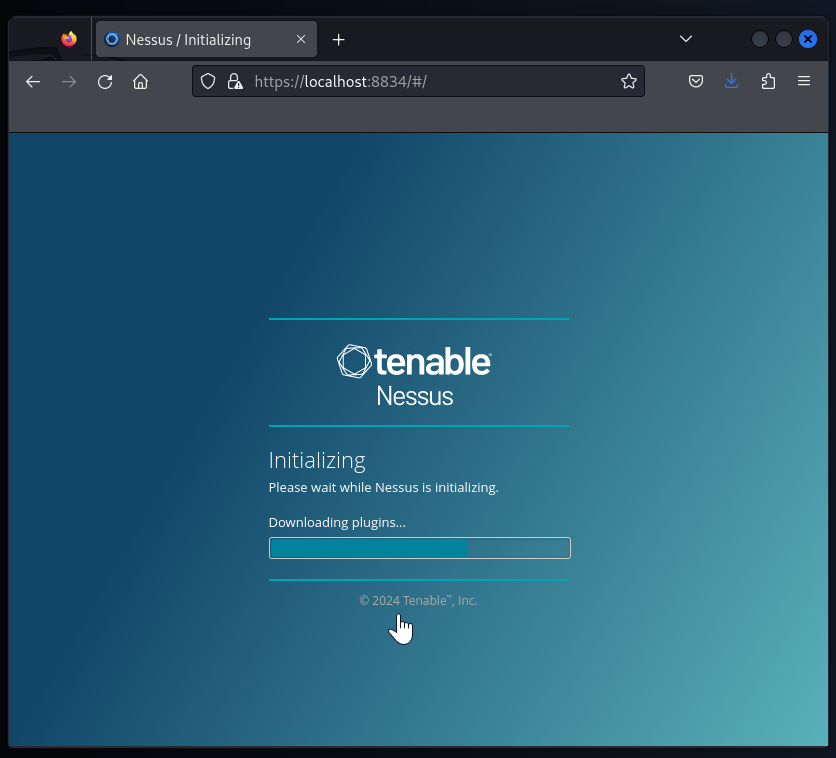 Nessus / Initializing
https://localhost:8834/#/
tenable
Nessus
Initializing
Please wait while Nessus is initializing.
Downloading plugins...
© 2024 Tenable™, Inc.